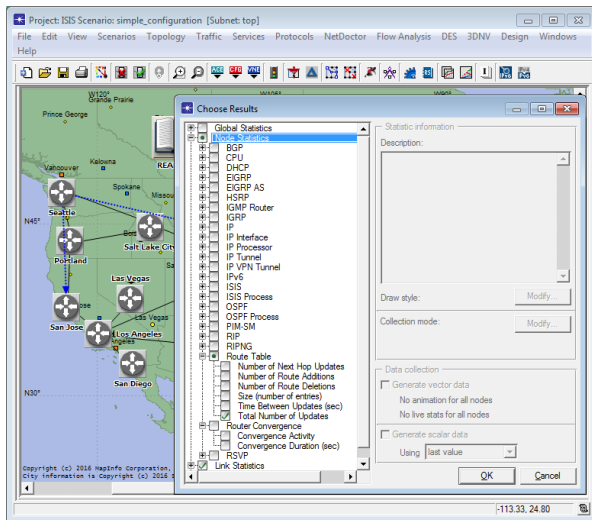 Project: ISIS Scenario: simple_configuration [Subnet: top]
File Edit View Scenarios Topology Traffic Services Protocols NetDoctor Flow Analysis DES 3DNV Design Windows
Help
W120°
Grande Prairie
Prince George
Vancouver
Kelowna
REA
Spokane
Missou
Seattle
N45°
Bois
Salt Lake City
Portland
Sa
Las Vegas
ose
Las Vegas
San Jose
Los Angeles
ngeles
San Diego
N30°
Copyright (c) 2016 MapInfo Corporation,
City information is Copyright (c) 2016
-113.33, 24.80
Choose Results
Global Statistics
Node Statistics
BGP
CPU
DHCP
EIGRP
EIGRP AS
HSRP
IGMP Router
IGRP
IP
IP Interface
IP Processor
IP Tunnel
IP VPN Tunnel
IPv6
ISIS
ISIS Process
OSPF
OSPF Process
PIM-SM
RIP
RIPNG
Route Table
Number of Next Hop Updates
Number of Route Additions
Number of Route Deletions
Size (number of entries)
Time Between Updates (sec)
Total Number of Updates
Router Convergence
Convergence Activity
Convergence Duration (sec)
RSVP
Link Statistics
Statistic information
Description:
Draw style:
Modify...
Collection mode:
Modify...
Data collection
Generate vector data
No animation for all nodes
No live stats for all nodes
Generate scalar data
Using last value
OK
Cancel